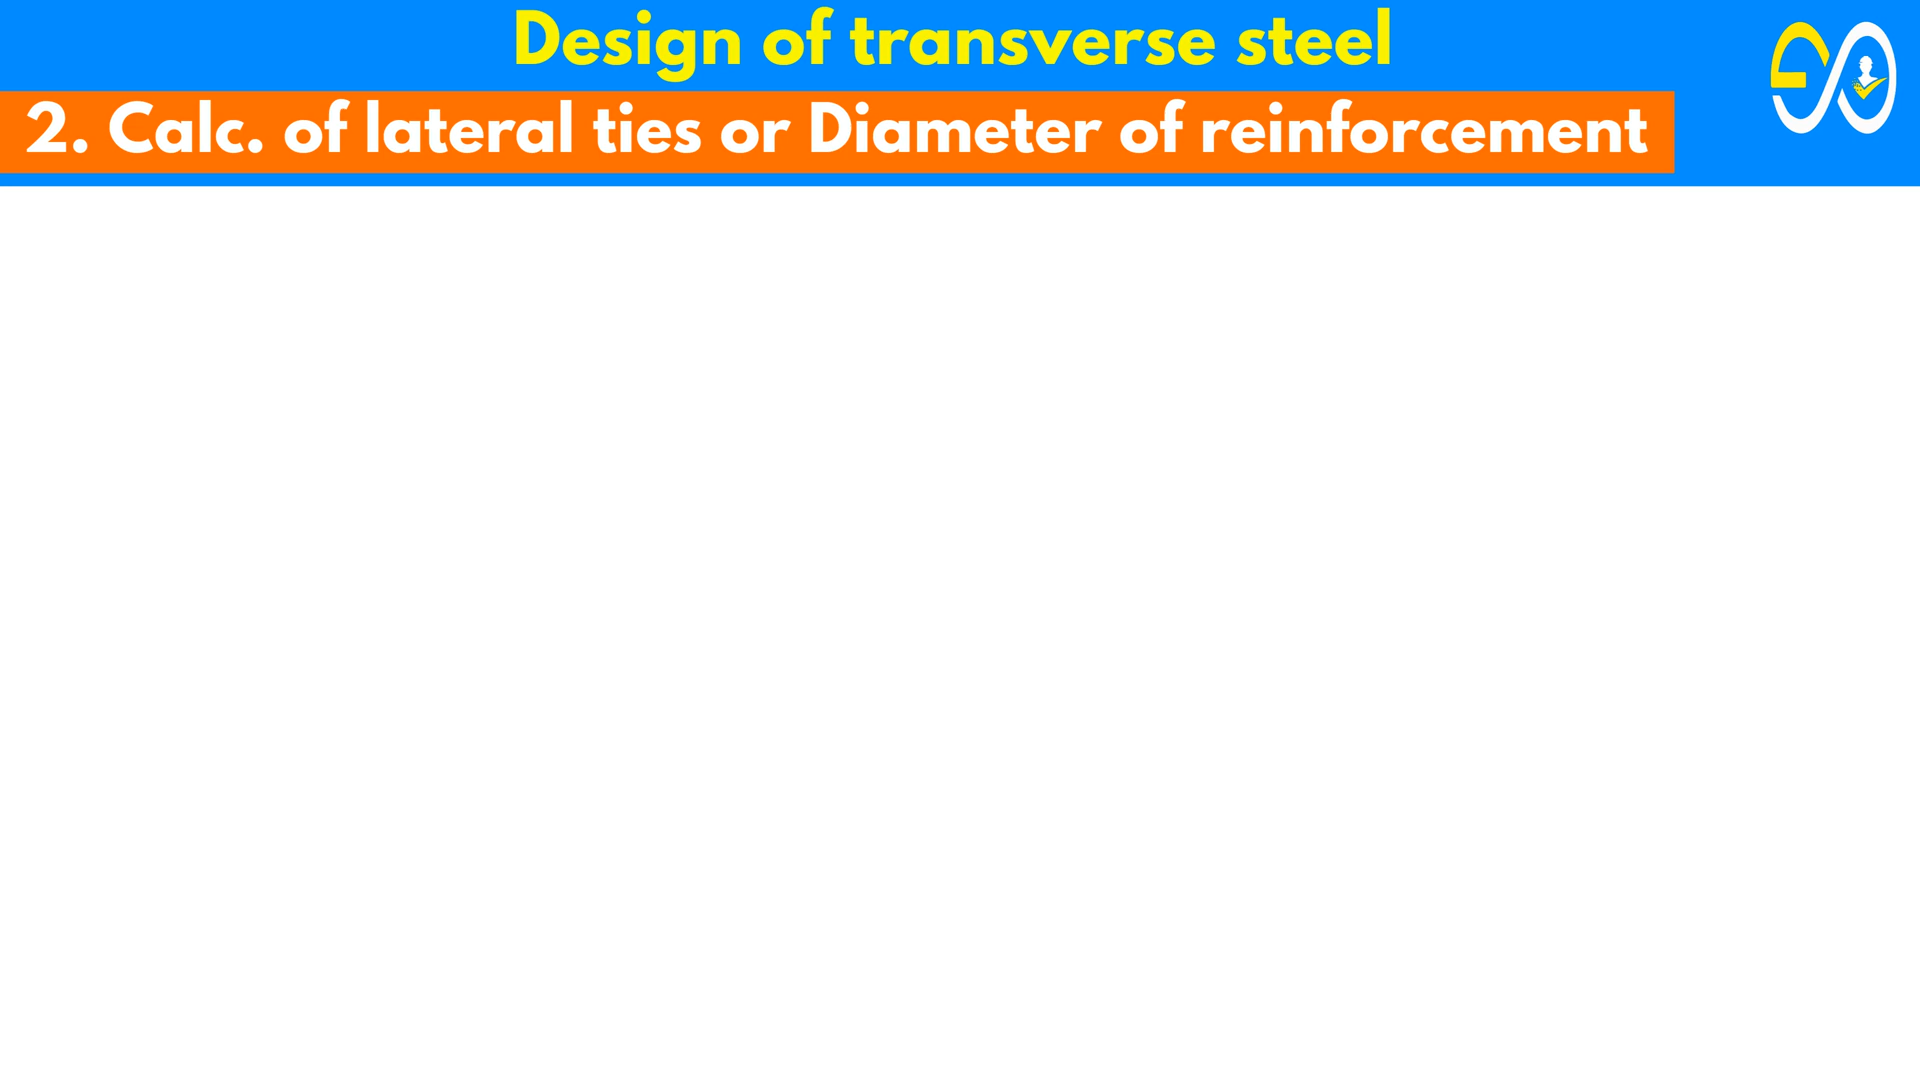 Design of transverse steel
2. Calc. of lateral ties or Diameter of reinforcement